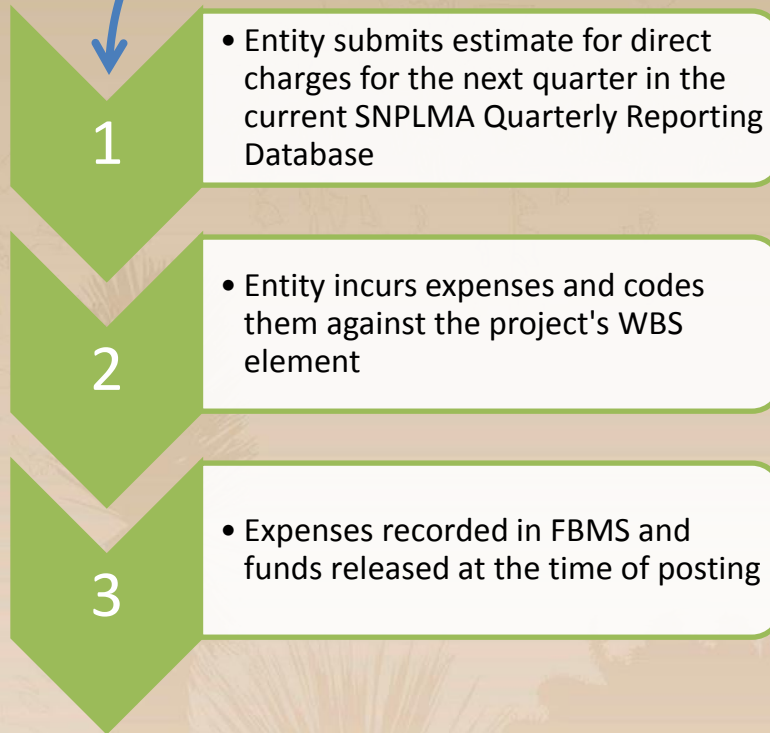 1
• Entity submits estimate for direct
charges for the next quarter in the
current SNPLMA Quarterly Reporting
Database
2
• Entity incurs expenses and codes
them against the project's WBS
element
3
• Expenses recorded in FBMS and
funds released at the time of posting